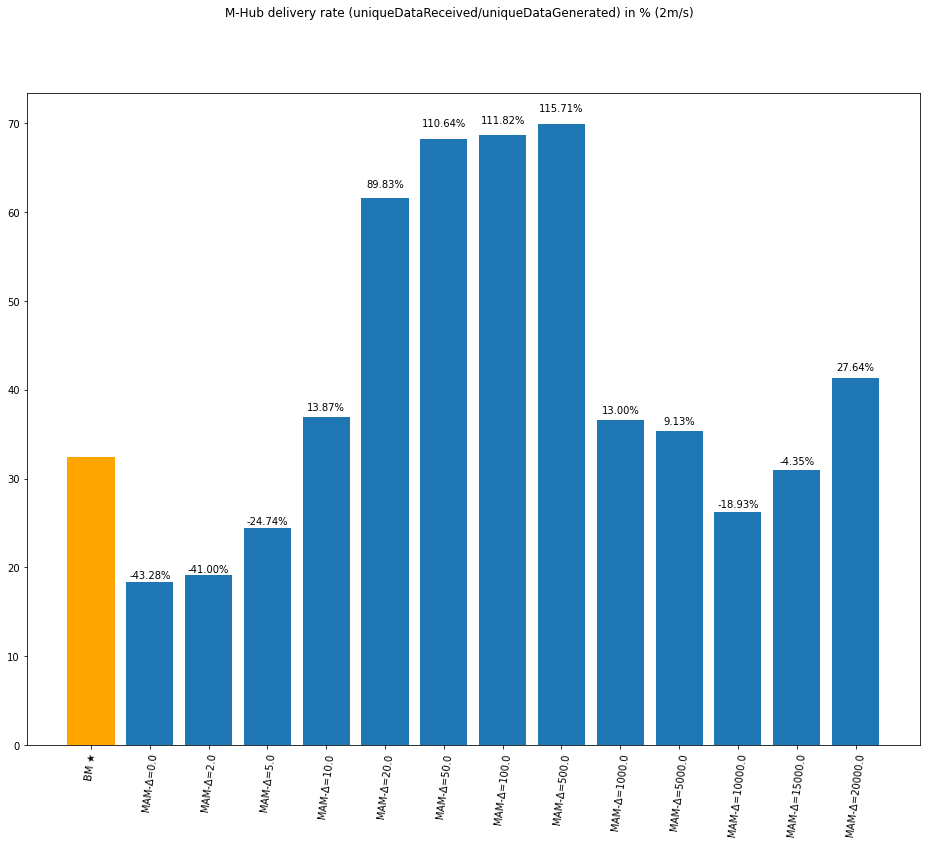 M-Hub delivery rate (uniqueDataReceived/uniqueDataGenerated) in % (2m/s)
70
60
50
40
30
20
10
0
-43.28%
-41.00%
-24.74%
13.87%
89.83%
110.64%
111.82%
115.71%
13.00%
9.13%
-18.93%
-4.35%
27.64%
BM ★
MAM-Δ=0.0
MAM-Δ=2.0
MAM-Δ=5.0
MAM-Δ=10.0
MAM-Δ=20.0
MAM-Δ=50.0
MAM-Δ=100.0
MAM-Δ=500.0
MAM-Δ=1000.0
MAM-Δ=5000.0
MAM-Δ=10000.0
MAM-Δ=15000.0
MAM-Δ=20000.0